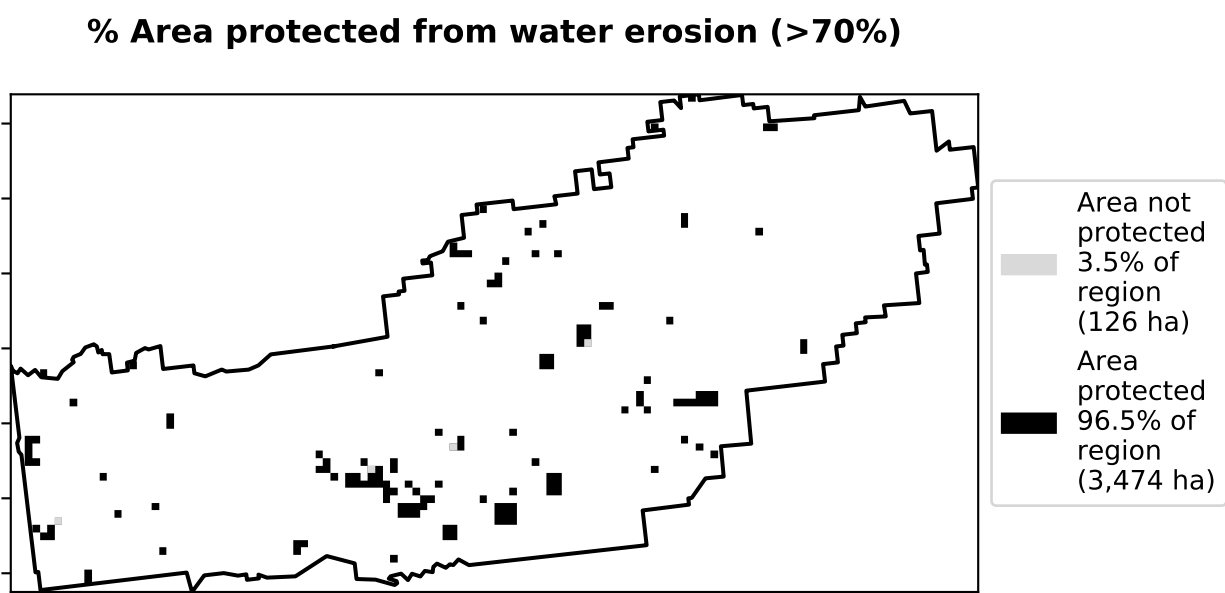 % Area protected from water erosion (>70%)
Area not
protected
3.5% of
region
(126 ha)
Area
protected
96.5% of
region
(3,474 ha)